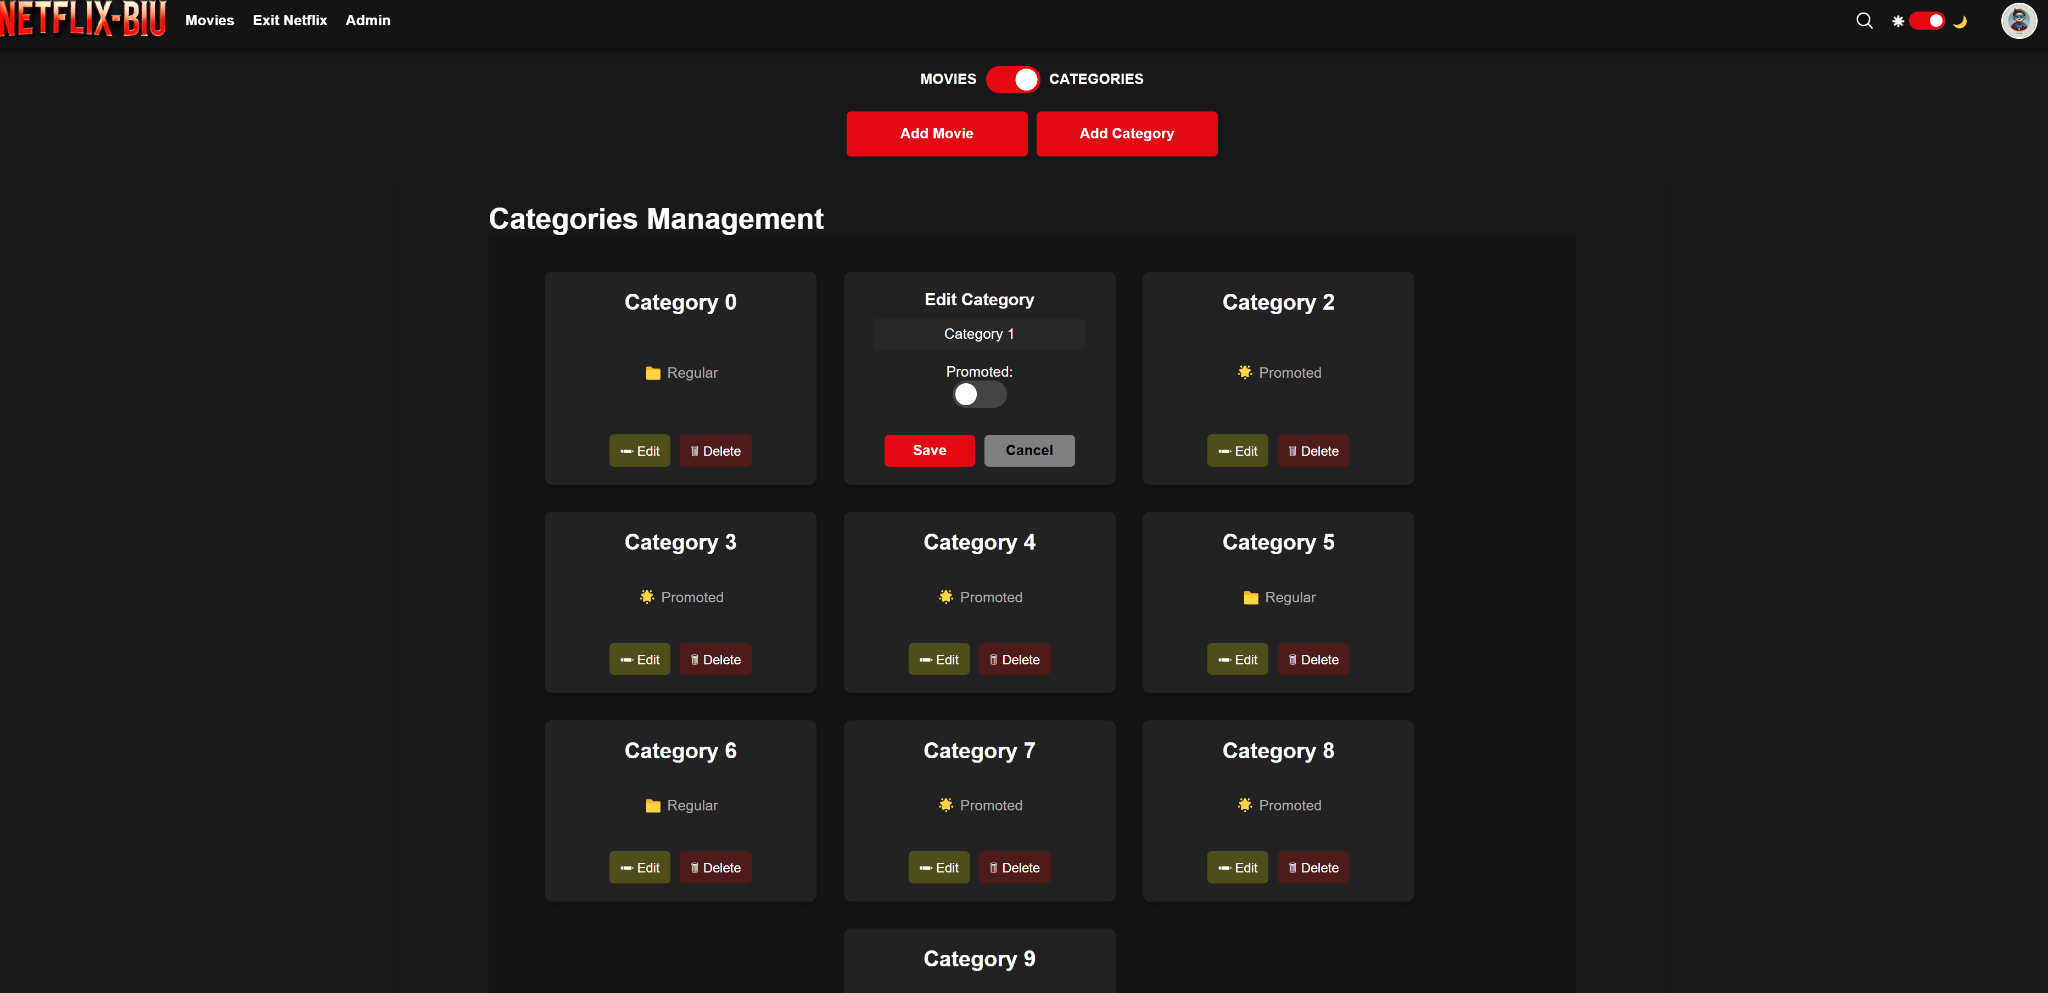 NETFLIX-BIU Movies Exit Netflix Admin
MOVIES CATEGORIES
Add Movie Add Category
Categories Management
Category 0
Regular
Edit Delete
Edit Category
Category 1
Promoted:
Save Cancel
Category 2
Promoted
Edit Delete
Category 3
Promoted
Edit Delete
Category 4
Promoted
Edit Delete
Category 5
Regular
Edit Delete
Category 6
Regular
Edit Delete
Category 7
Promoted
Edit Delete
Category 8
Promoted
Edit Delete
Category 9